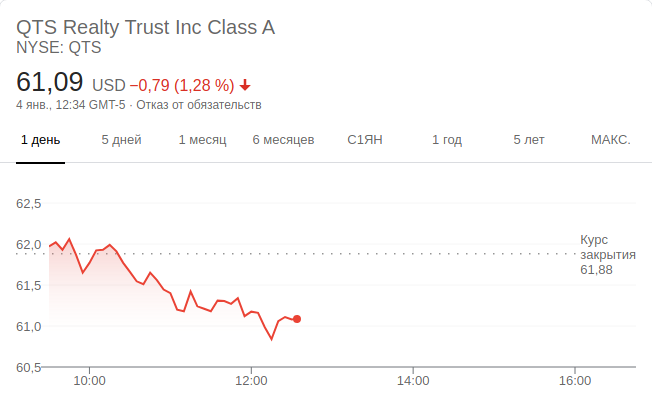 QTS Realty Trust Inc Class A
NYSE: QTS
61,09 USD −0,79 (1,28 %)
4 янв., 12:34 GMT-5 · Отказ от обязательств
1 день 5 дней 1 месяц 6 месяцев С1ЯН 1 год 5 лет МАКС.
62,5
62,0
61,5
61,0
60,5
Курс
закрытия
61,88
10:00 12:00 14:00 16:00